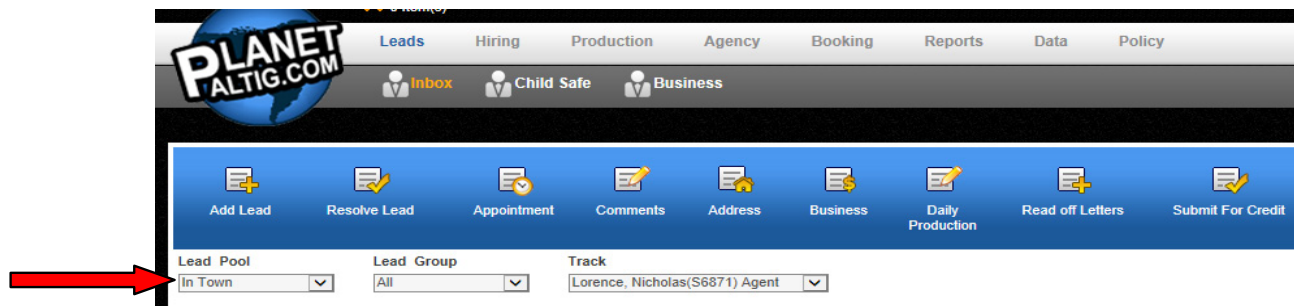 PLANET
ALTIG.COM
Leads Hiring Production Agency Booking Reports Data Policy
Inbox Child Safe Business
Add Lead Resolve Lead Appointment Comments Address Business Daily Production Read off Letters Submit For Credit
Lead Pool Lead Group Track
In Town All Lorence, Nicholas(S6871) Agent